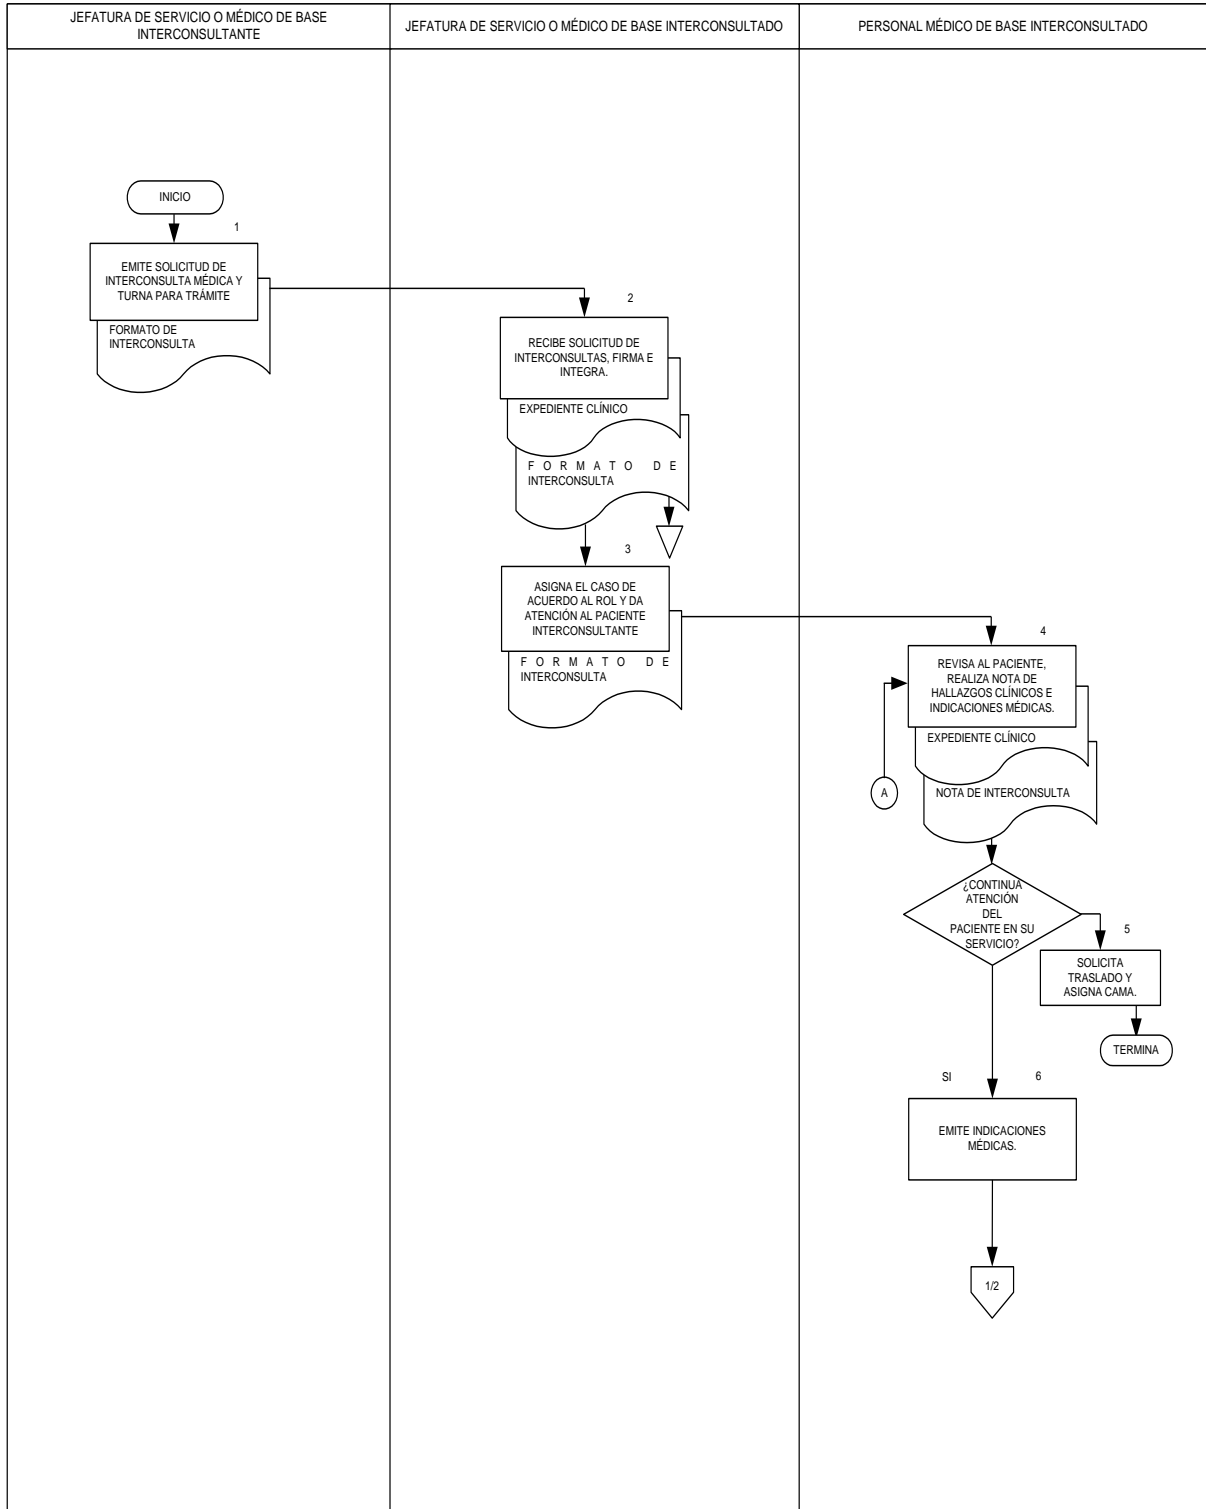 JEFATURA DE SERVICIO O MÉDICO DE BASE
INTERCONSULTANTE
JEFATURA DE SERVICIO O MÉDICO DE BASE INTERCONSULTADO
PERSONAL MÉDICO DE BASE INTERCONSULTADO
INICIO
1
EMITE SOLICITUD DE
INTERCONSULTA MÉDICA Y
TURNA PARA TRÁMITE
FORMATO DE
INTERCONSULTA
2
RECIBE SOLICITUD DE
INTERCONSULTAS, FIRMA E
INTEGRA.
EXPEDIENTE CLÍNICO
FORMATO DE
INTERCONSULTA
3
ASIGNA EL CASO DE
ACUERDO AL ROL Y DA
ATENCIÓN AL PACIENTE
INTERCONSULTANTE
FORMATO DE
INTERCONSULTA
4
REVISA AL PACIENTE,
REALIZA NOTA DE
HALLAZGOS CLÍNICOS E
INDICACIONES MÉDICAS.
EXPEDIENTE CLÍNICO
A
NOTA DE INTERCONSULTA
¿CONTINUA
ATENCIÓN
DEL
PACIENTE EN SU
SERVICIO?
5
SOLICITA
TRASLADO Y
ASIGNA CAMA.
TERMINA
SI
6
EMITE INDICACIONES
MÉDICAS.
1/2